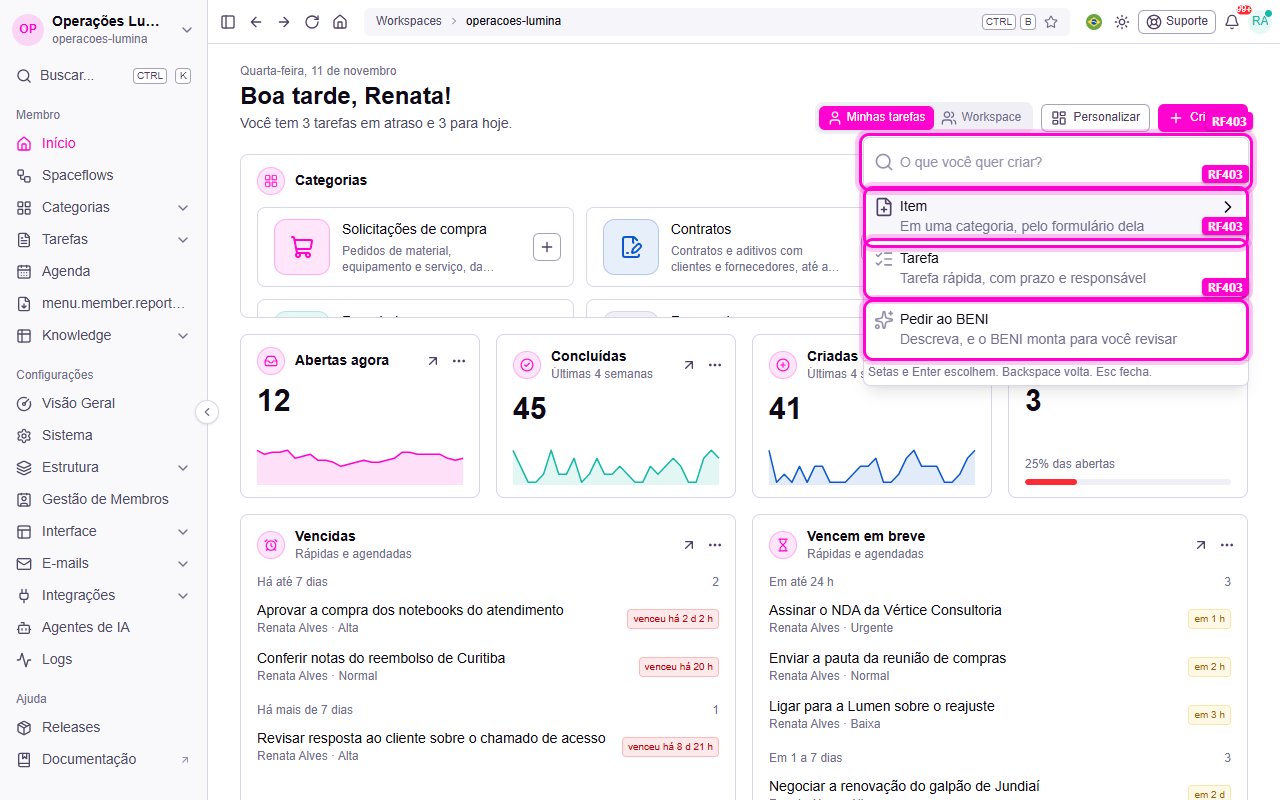 OP
Operações Lu...
operacoes-lumina
Buscar...
CTRL
K
Membro
Início
Spaceflows
Categorias
Tarefas
Agenda
menu.member.report...
Knowledge
Configurações
Visão Geral
Sistema
Estrutura
Gestão de Membros
Interface
E-mails
Integrações
Agentes de IA
Logs
Ajuda
Releases
Documentação
Workspaces
operacoes-lumina
CTRL
B
Suporte
99+
RA
Quarta-feira, 11 de novembro
Boa tarde, Renata!
Você tem 3 tarefas em atraso e 3 para hoje.
Minhas tarefas
Workspace
Personalizar
Cri
RF403
O que você quer criar?
RF403
Item
Em uma categoria, pelo formulário dela
RF403
Tarefa
Tarefa rápida, com prazo e responsável
RF403
Pedir ao BENI
Descreva, e o BENI monta para você revisar
Setas e Enter escolhem. Backspace volta. Esc fecha.
Categorias
Solicitações de compra
Pedidos de material,
equipamento e serviço, da...
Contratos
Contratos e aditivos com
clientes e fornecedores, até a...
Abertas agora
12
Concluídas
Últimas 4 semanas
45
Criadas
Últimas 4 s
41
3
25% das abertas
Vencidas
Rápidas e agendadas
Há até 7 dias
2
Aprovar a compra dos notebooks do atendimento
Renata Alves · Alta
venceu há 2 d 2 h
Conferir notas do reembolso de Curitiba
Renata Alves · Normal
venceu há 20 h
Há mais de 7 dias
1
Revisar resposta ao cliente sobre o chamado de acesso
Renata Alves · Alta
venceu há 8 d 21 h
Vencem em breve
Rápidas e agendadas
Em até 24 h
3
Assinar o NDA da Vértice Consultoria
Renata Alves · Urgente
em 1 h
Enviar a pauta da reunião de compras
Renata Alves · Normal
em 2 h
Ligar para a Lumen sobre o reajuste
Renata Alves · Baixa
em 3 h
Em 1 a 7 dias
3
Negociar a renovação do galpão de Jundiaí
em 2 d